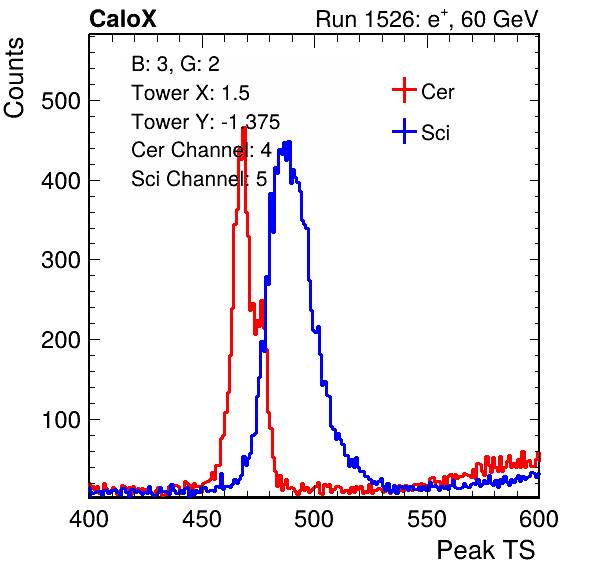 CaloX Run 1526: e+, 60 GeV
Counts
B: 3, G: 2
Tower X: 1.5
Tower Y: -1.375
Cer Channel: 4
Sci Channel: 5
Cer
Sci
500
400
300
200
100
400 450 500 550 600
Peak TS